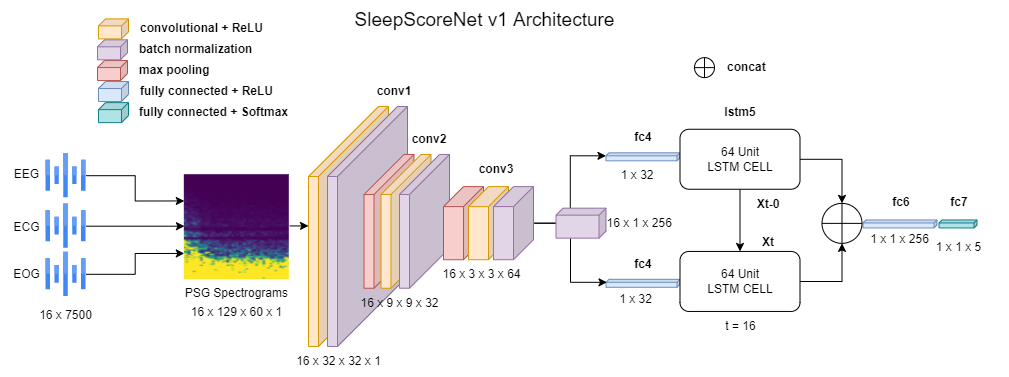 SleepScoreNet v1 Architecture
convolutional + ReLU
batch normalization
max pooling
fully connected + ReLU
fully connected + Softmax
concat
conv1
conv2
conv3
EEG
ECG
EOG
16 x 7500
PSG Spectrograms
16 x 129 x 60 x 1
16 x 32 x 32 x 1
16 x 9 x 9 x 32
16 x 3 x 3 x 64
16 x 1 x 256
fc4
1 x 32
lstm5
64 Unit
LSTM CELL
Xt-0
Xt
fc4
1 x 32
64 Unit
LSTM CELL
t = 16
fc6
1 x 1 x 256
fc7
1 x 1 x 5